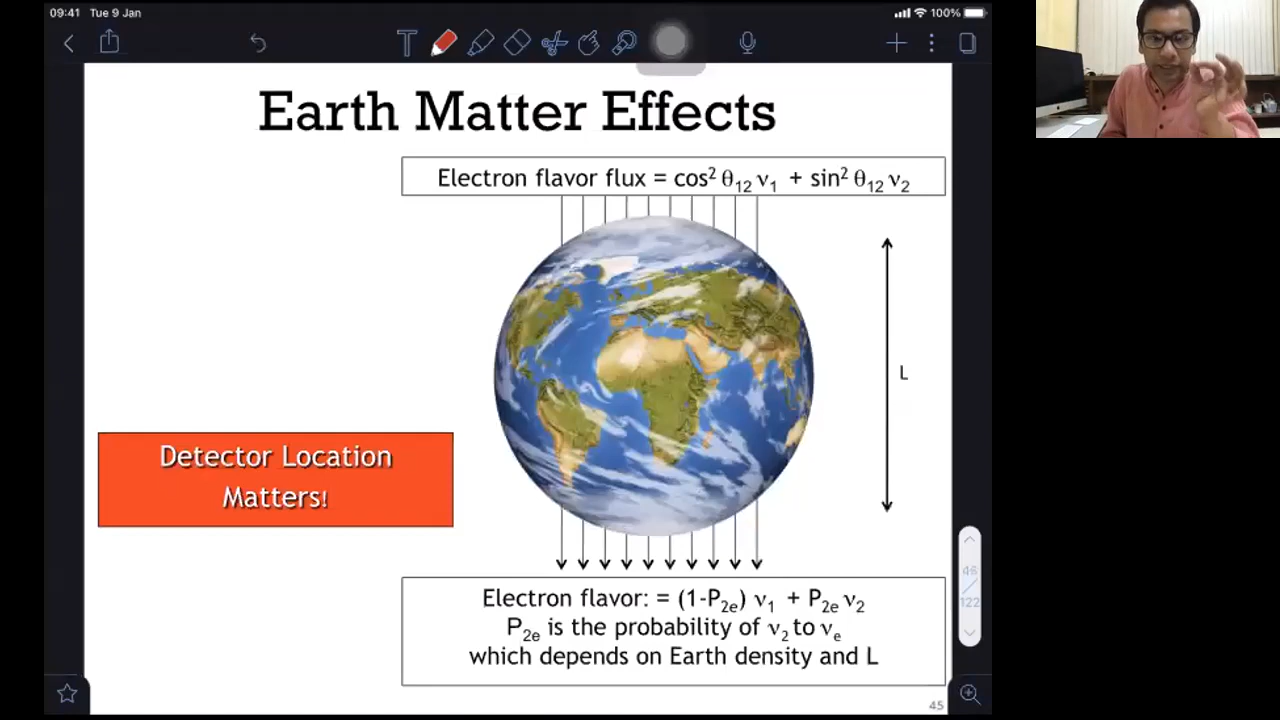 09:41 Tue 9 Jan
100%
Earth Matter Effects
Electron flavor flux = cos² θ₁₂ ν₁ + sin² θ₁₂ ν₂
L
Detector Location
Matters!
Electron flavor: = (1-P₂ₑ) ν₁ + P₂ₑ ν₂
P₂ₑ is the probability of ν₂ to νₑ
which depends on Earth density and L
46
122
45